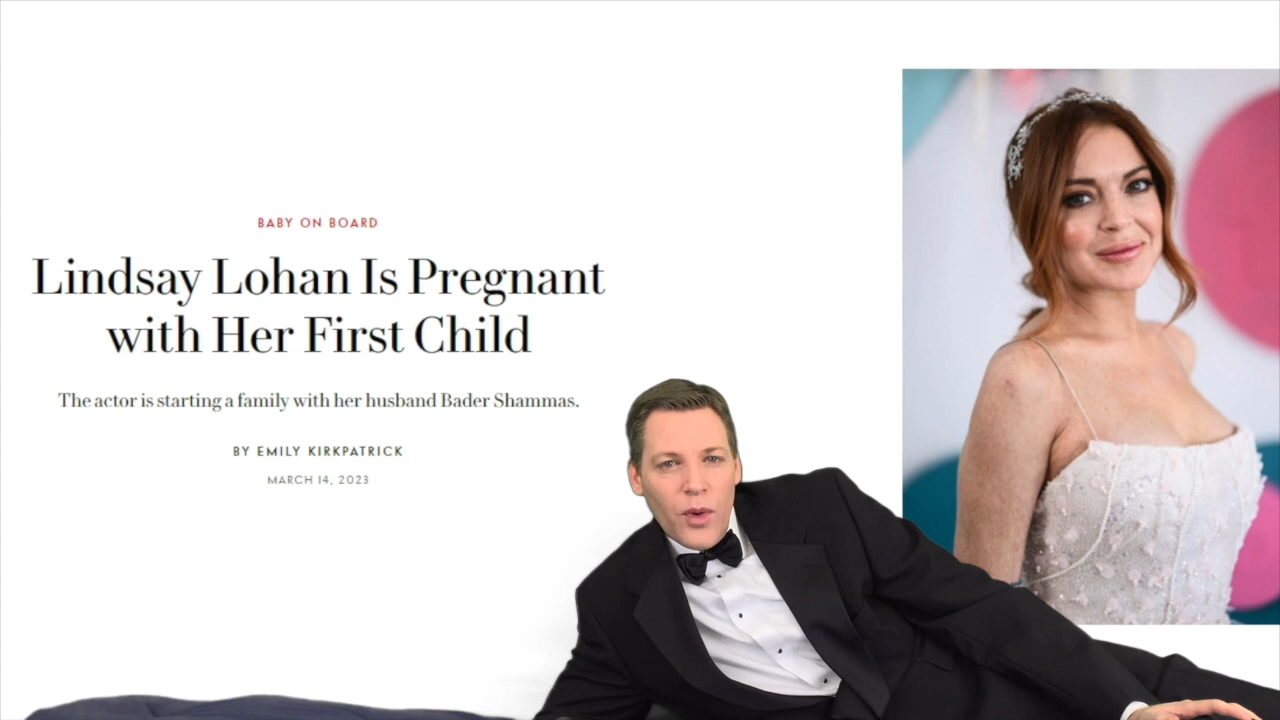 BABY ON BOARD
Lindsay Lohan Is Pregnant
with Her First Child
The actor is starting a family with her husband Bader Shammas.
BY EMILY KIRKPATRICK
MARCH 14, 2023